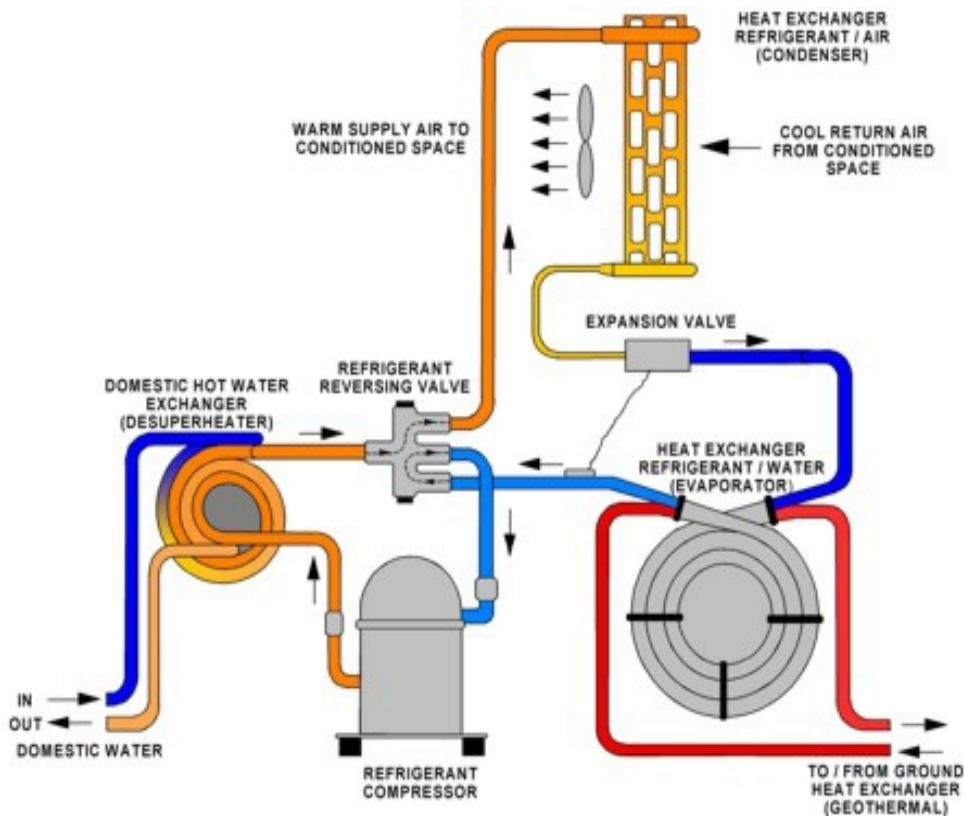 HEAT EXCHANGER
REFRIGERANT / AIR
(CONDENSER)
WARM SUPPLY AIR TO
CONDITIONED SPACE
COOL RETURN AIR
FROM CONDITIONED
SPACE
EXPANSION VALVE
REFRIGERANT
REVERSING VALVE
DOMESTIC HOT WATER
EXCHANGER
(DESUPERHEATER)
HEAT EXCHANGER
REFRIGERANT / WATER
(EVAPORATOR)
IN
OUT
DOMESTIC WATER
REFRIGERANT
COMPRESSOR
TO / FROM GROUND
HEAT EXCHANGER
(GEOTHERMAL)